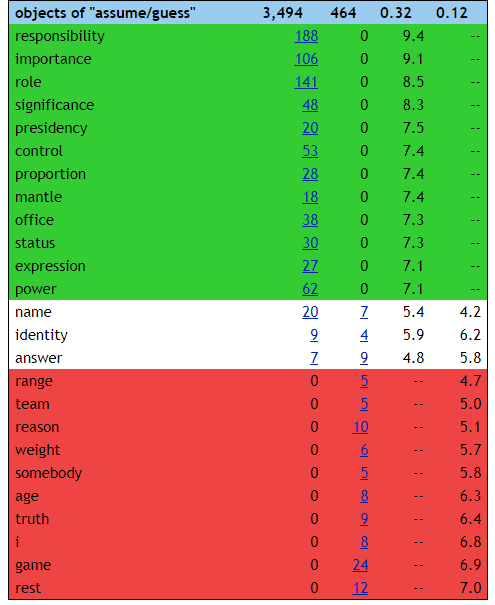 objects of "assume/guess" 3,494 464 0.32 0.12
responsibility 188 0 9.4 --
importance 106 0 9.1 --
role 141 0 8.5 --
significance 48 0 8.3 --
presidency 20 0 7.5 --
control 53 0 7.4 --
proportion 28 0 7.4 --
mantle 18 0 7.4 --
office 38 0 7.3 --
status 30 0 7.3 --
expression 27 0 7.1 --
power 62 0 7.1 --
name 20 7 5.4 4.2
identity 9 4 5.9 6.2
answer 7 9 4.8 5.8
range 0 5 -- 4.7
team 0 5 -- 5.0
reason 0 10 -- 5.1
weight 0 6 -- 5.7
somebody 0 5 -- 5.8
age 0 8 -- 6.3
truth 0 9 -- 6.4
i 0 8 -- 6.8
game 0 24 -- 6.9
rest 0 12 -- 7.0